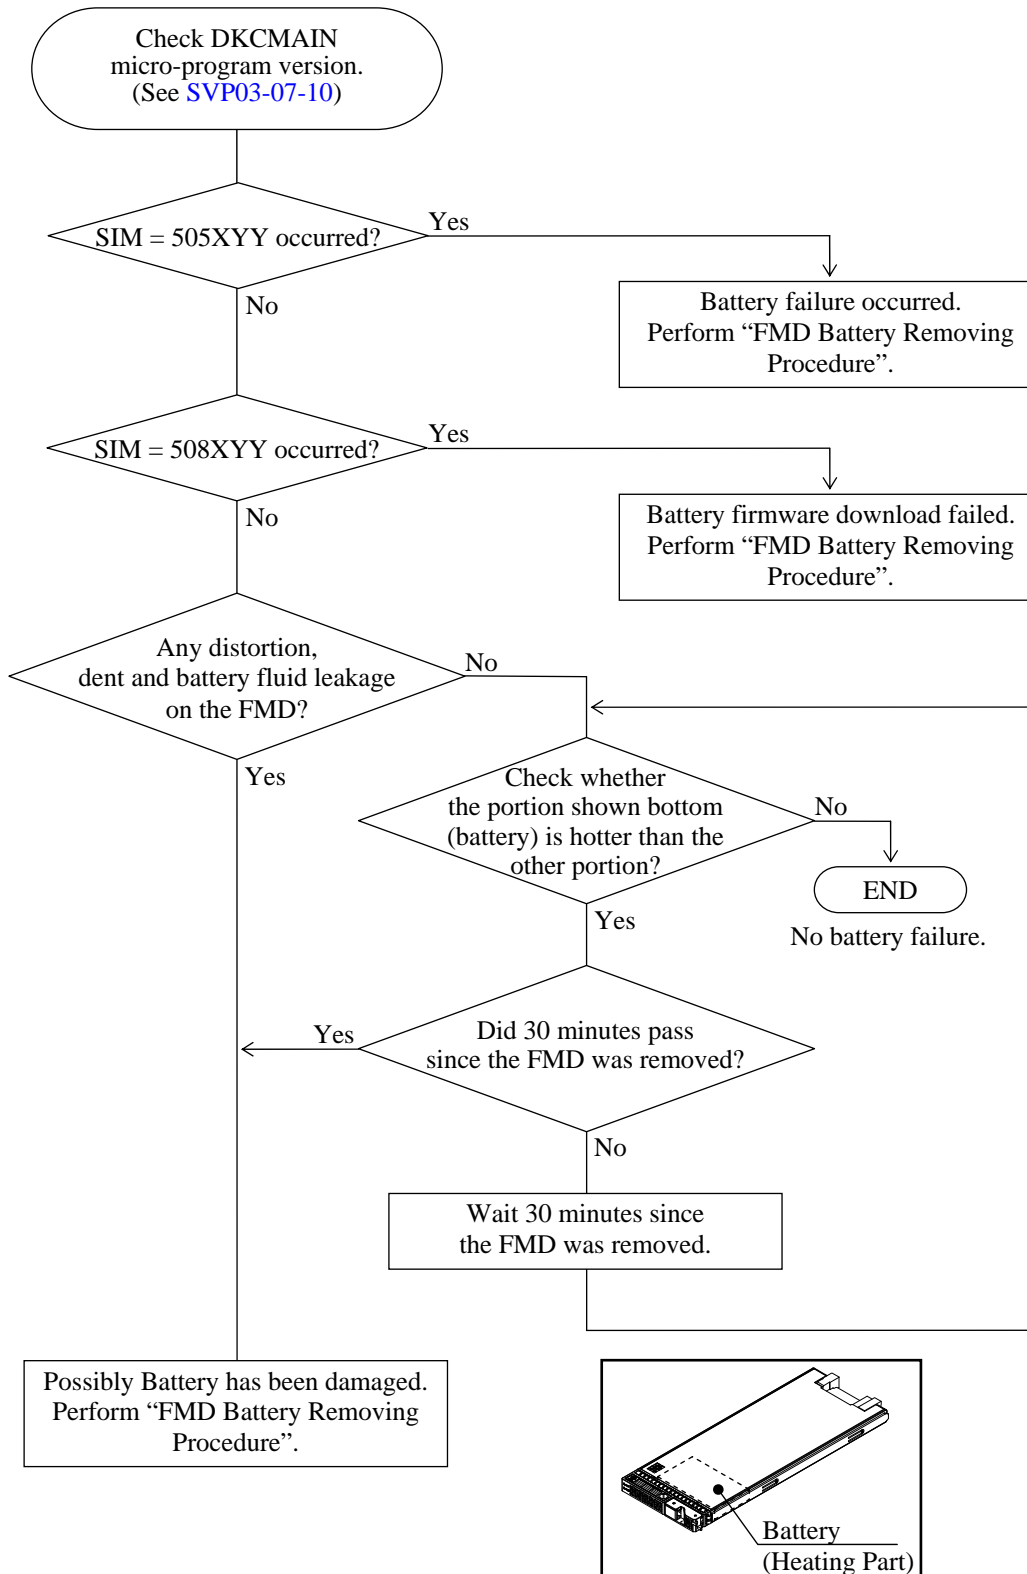 Check DKCMAIN
micro-program version.
(See SVP03-07-10)
SIM = 505XYY occurred?
Yes
No
Battery failure occurred.
Perform “FMD Battery Removing
Procedure”.
SIM = 508XYY occurred?
Yes
No
Battery firmware download failed.
Perform “FMD Battery Removing
Procedure”.
Any distortion,
dent and battery fluid leakage
on the FMD?
No
Yes
Check whether
the portion shown bottom
(battery) is hotter than the
other portion?
No
END
No battery failure.
Yes
Did 30 minutes pass
since the FMD was removed?
Yes
No
Wait 30 minutes since
the FMD was removed.
Possibly Battery has been damaged.
Perform “FMD Battery Removing
Procedure”.
Battery
(Heating Part)